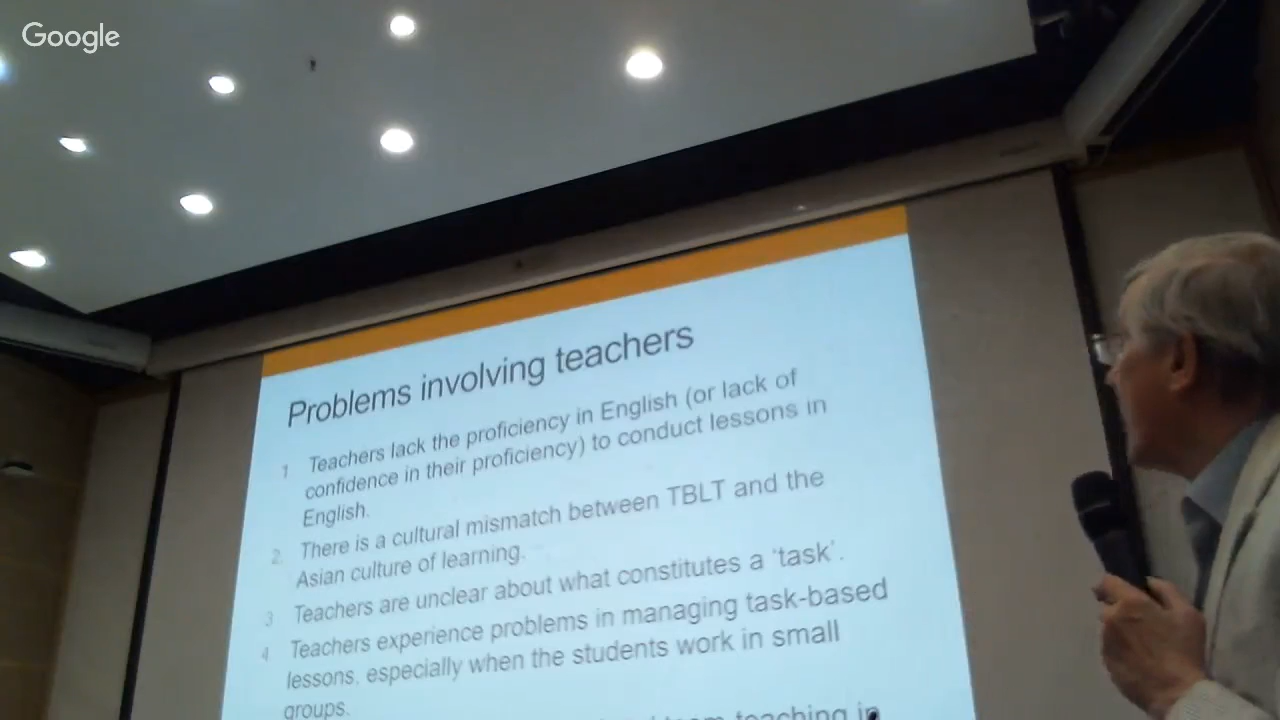 Google
Problems involving teachers
1 Teachers lack the proficiency in English (or lack of
confidence in their proficiency) to conduct lessons in
English.
2. There is a cultural mismatch between TBLT and the
Asian culture of learning.
3 Teachers are unclear about what constitutes a 'task'.
4 Teachers experience problems in managing task-based
lessons, especially when the students work in small
groups.
teaching in